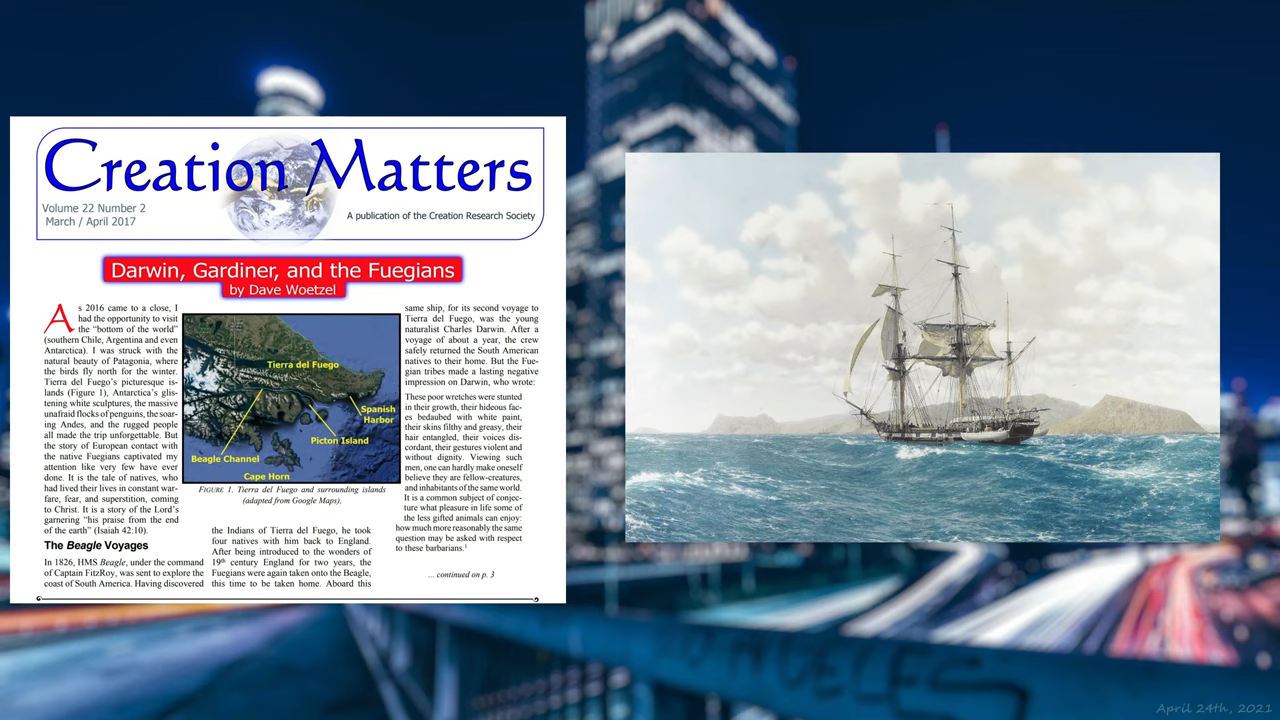 Creation Matters
Volume 22 Number 2
March / April 2017
A publication of the Creation Research Society
Darwin, Gardiner, and the Fuegians
by Dave Woetzel
As 2016 came to a close, I
had the opportunity to visit
the “bottom of the world”
(southern Chile, Argentina and even
Antarctica). I was struck with the
natural beauty of Patagonia, where
the birds fly north for the winter.
Tierra del Fuego’s picturesque is-
lands (Figure 1), Antarctica’s glis-
tening white sculptures, the massive
unafraid flocks of penguins, the soar-
ing Andes, and the rugged people
all made the trip unforgettable. But
the story of European contact with
the native Fuegians captivated my
attention like very few have ever
done. It is the tale of natives, who
had lived their lives in constant war-
fare, fear, and superstition, coming
to Christ. It is a story of the Lord’s
garnering “his praise from the end
of the earth” (Isaiah 42:10).
The Beagle Voyages
In 1826, HMS Beagle, under the command
of Captain FitzRoy, was sent to explore the
coast of South America. Having discovered
Tierra del Fuego
Spanish
Harbor
Picton Island
Beagle Channel
Cape Horn
FIGURE 1. Tierra del Fuego and surrounding islands
(adapted from Google Maps).
the Indians of Tierra del Fuego, he took
four natives with him back to England.
After being introduced to the wonders of
19th century England for two years, the
Fuegians were again taken onto the Beagle,
this time to be taken home. Aboard this
same ship, for its second voyage to
Tierra del Fuego, was the young
naturalist Charles Darwin. After a
voyage of about a year, the crew
safely returned the South American
natives to their home. But the Fue-
gian tribes made a lasting negative
impression on Darwin, who wrote:
These poor wretches were stunted
in their growth, their hideous fac-
es bedaubed with white paint,
their skins filthy and greasy, their
hair entangled, their voices dis-
cordant, their gestures violent and
without dignity. Viewing such
men, one can hardly make oneself
believe they are fellow-creatures,
and inhabitants of the same world.
It is a common subject of conjec-
ture what pleasure in life some of
the less gifted animals can enjoy:
how much more reasonably the same
question may be asked with respect
to these barbarians.1
... continued on p. 3
April 24th, 2021